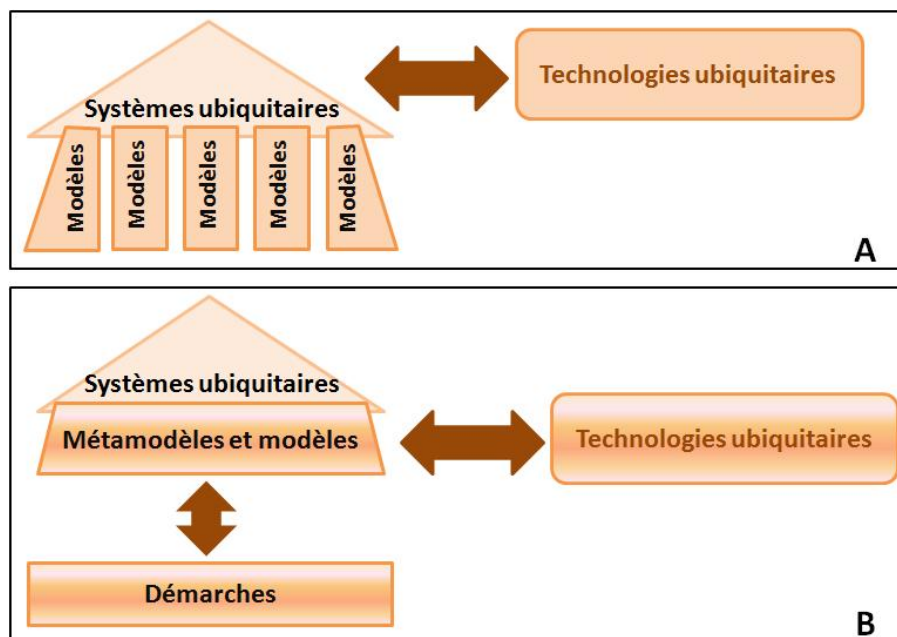 Systèmes ubiquitaires
Technologies ubiquitaires
Modèles
Modèles
Modèles
Modèles
Modèles
A
Systèmes ubiquitaires
Métamodèles et modèles
Technologies ubiquitaires
Démarches
B